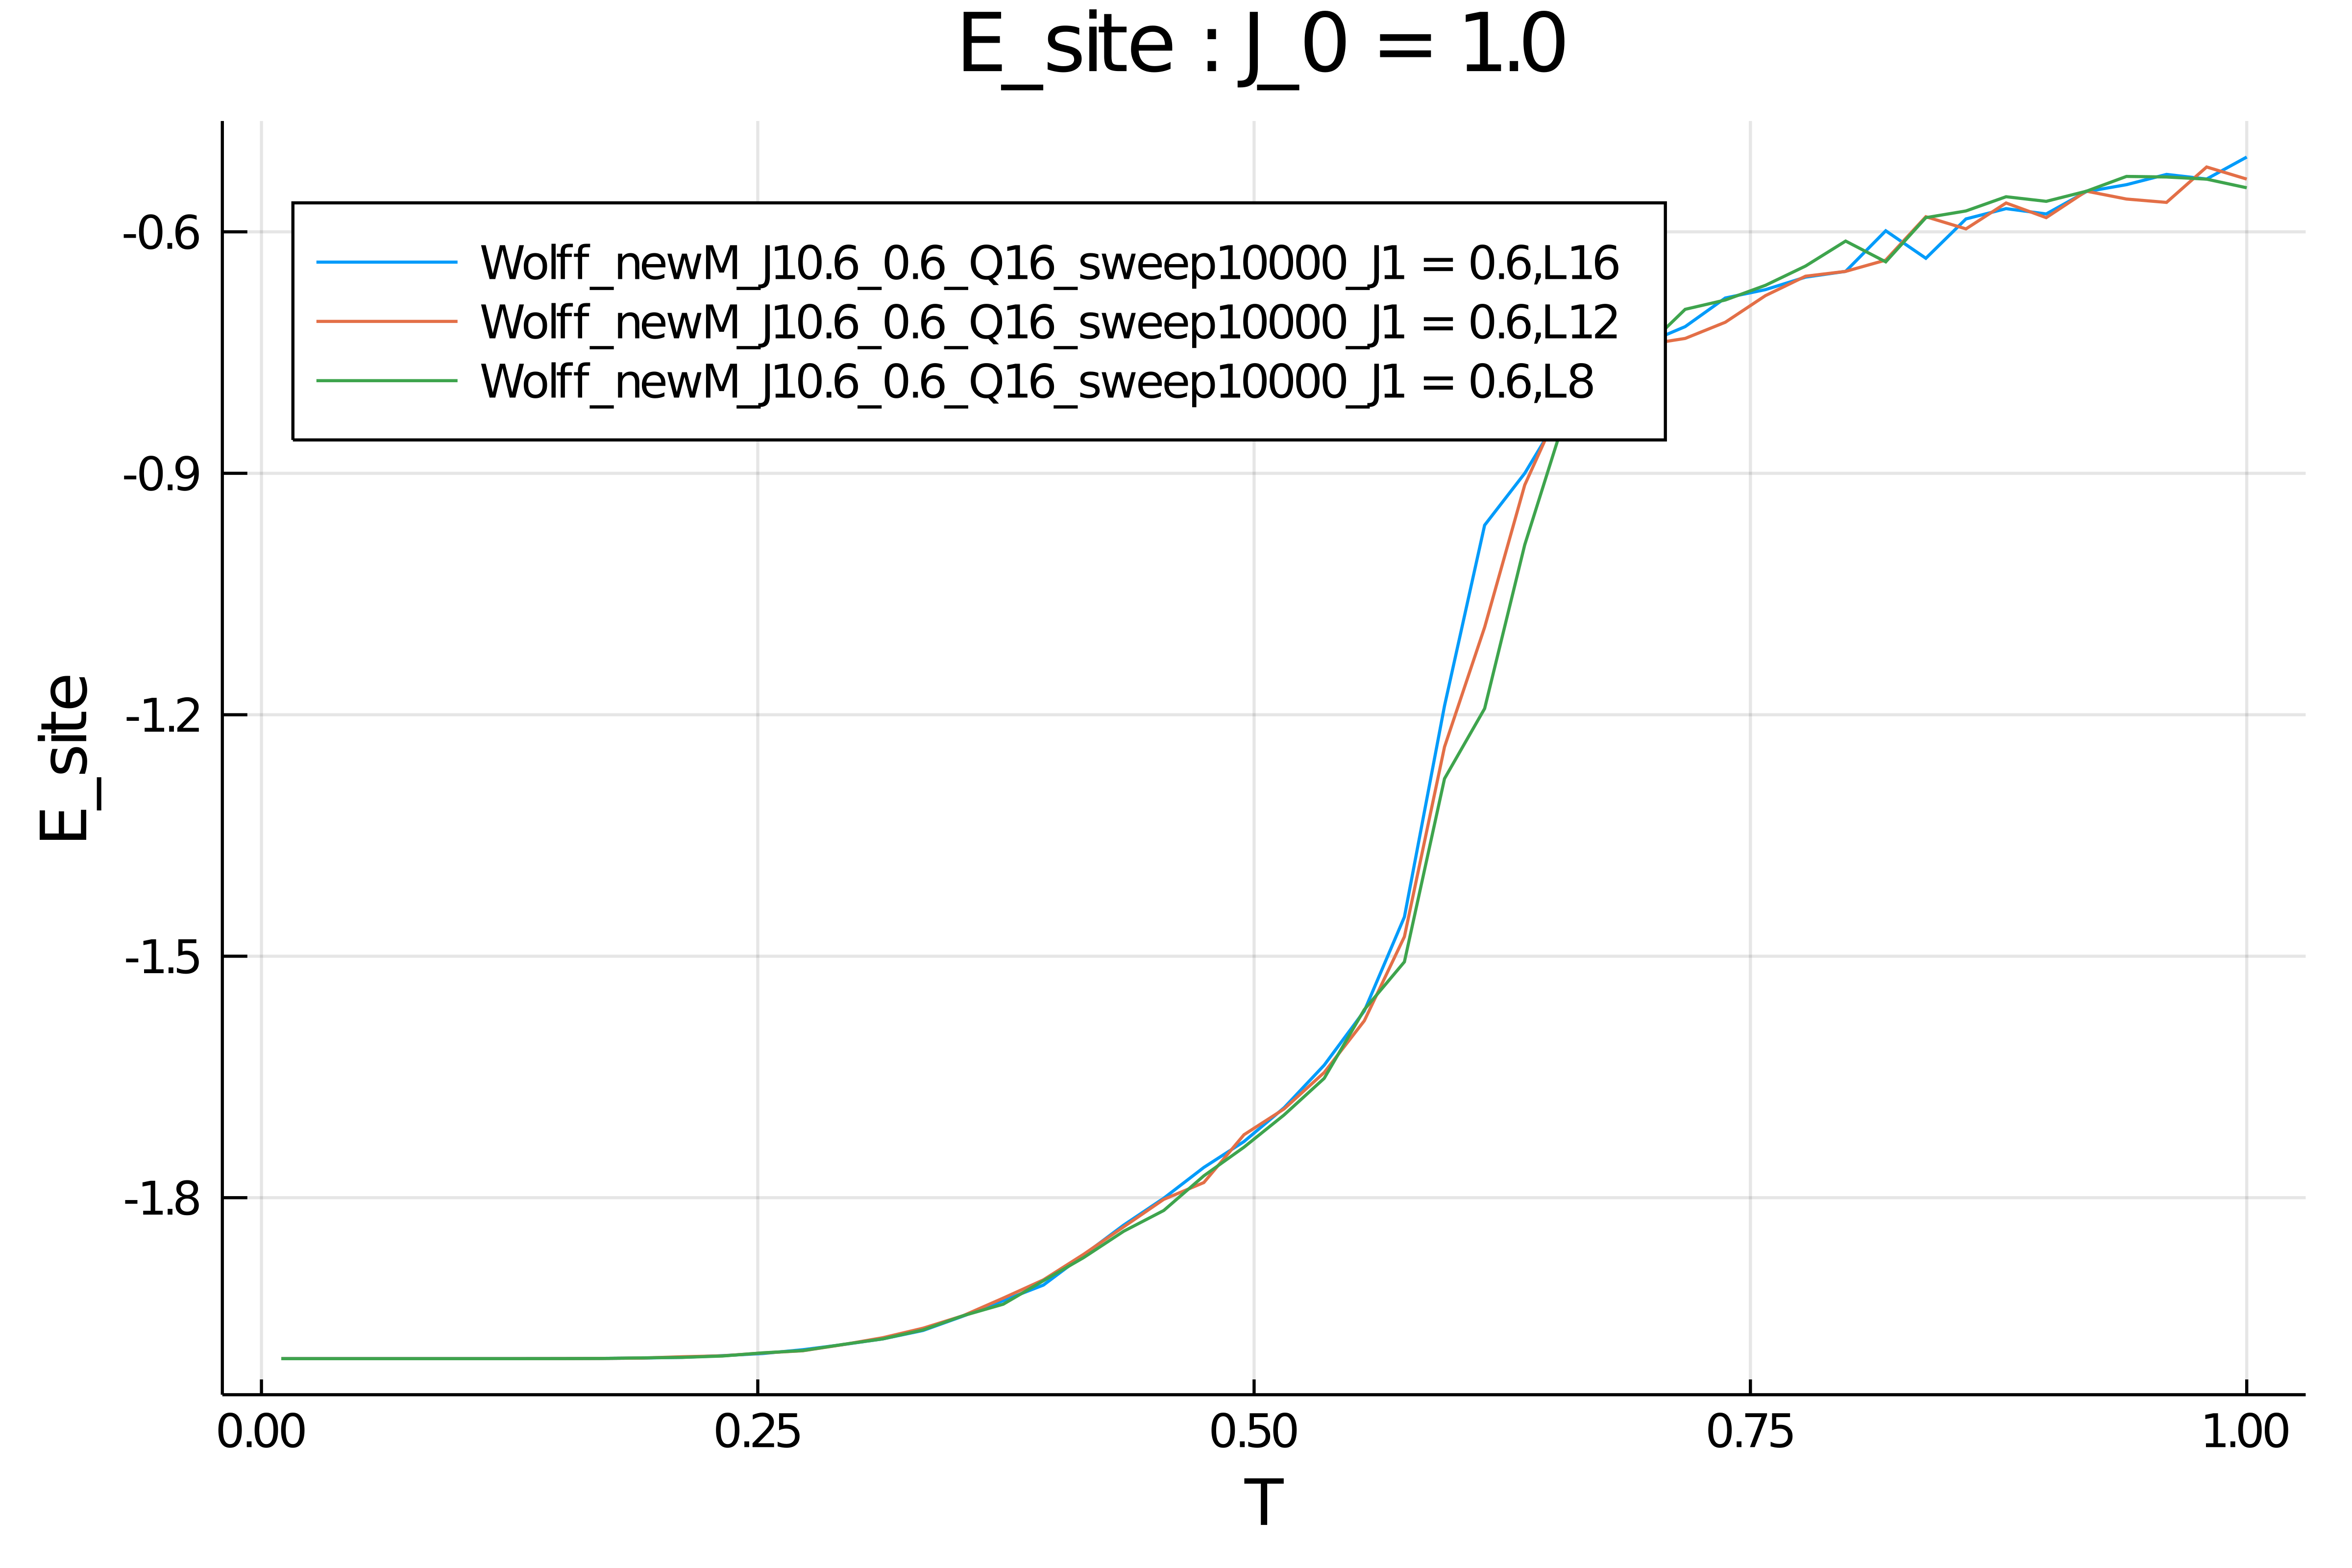 E_site : J_0 = 1.0
Wolff_newM_J10.6_0.6_Q16_sweep10000_J1 = 0.6,L16
Wolff_newM_J10.6_0.6_Q16_sweep10000_J1 = 0.6,L12
Wolff_newM_J10.6_0.6_Q16_sweep10000_J1 = 0.6,L8
-0.6
-0.9
-1.2
-1.5
-1.8
E_site
0.00 0.25 0.50 0.75 1.00
T